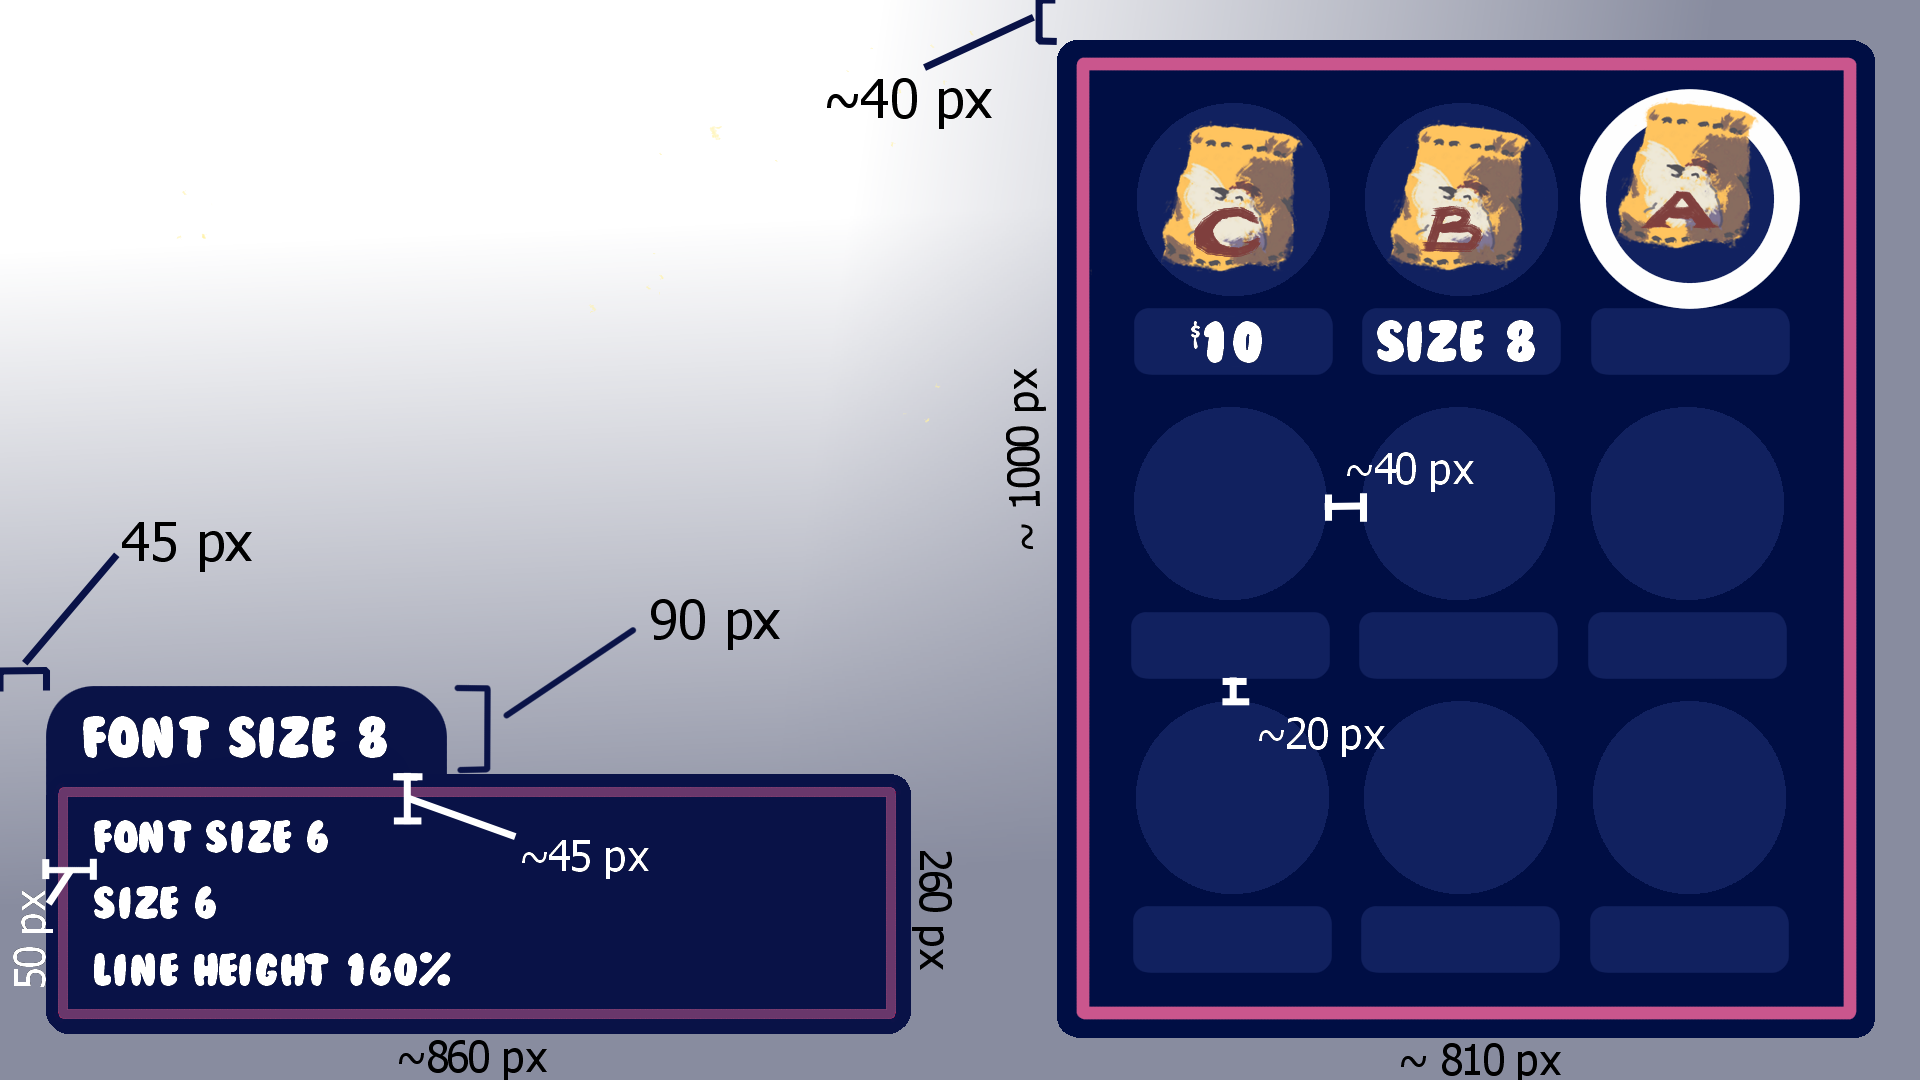 ~40 px
C
B
A
$10
SIZE 8
~ 1000 px
~40 px
45 px
90 px
~20 px
FONT SIZE 8
FONT SIZE 6
~45 px
SIZE 6
50 px
260 px
LINE HEIGHT 160%
~860 px
~ 810 px